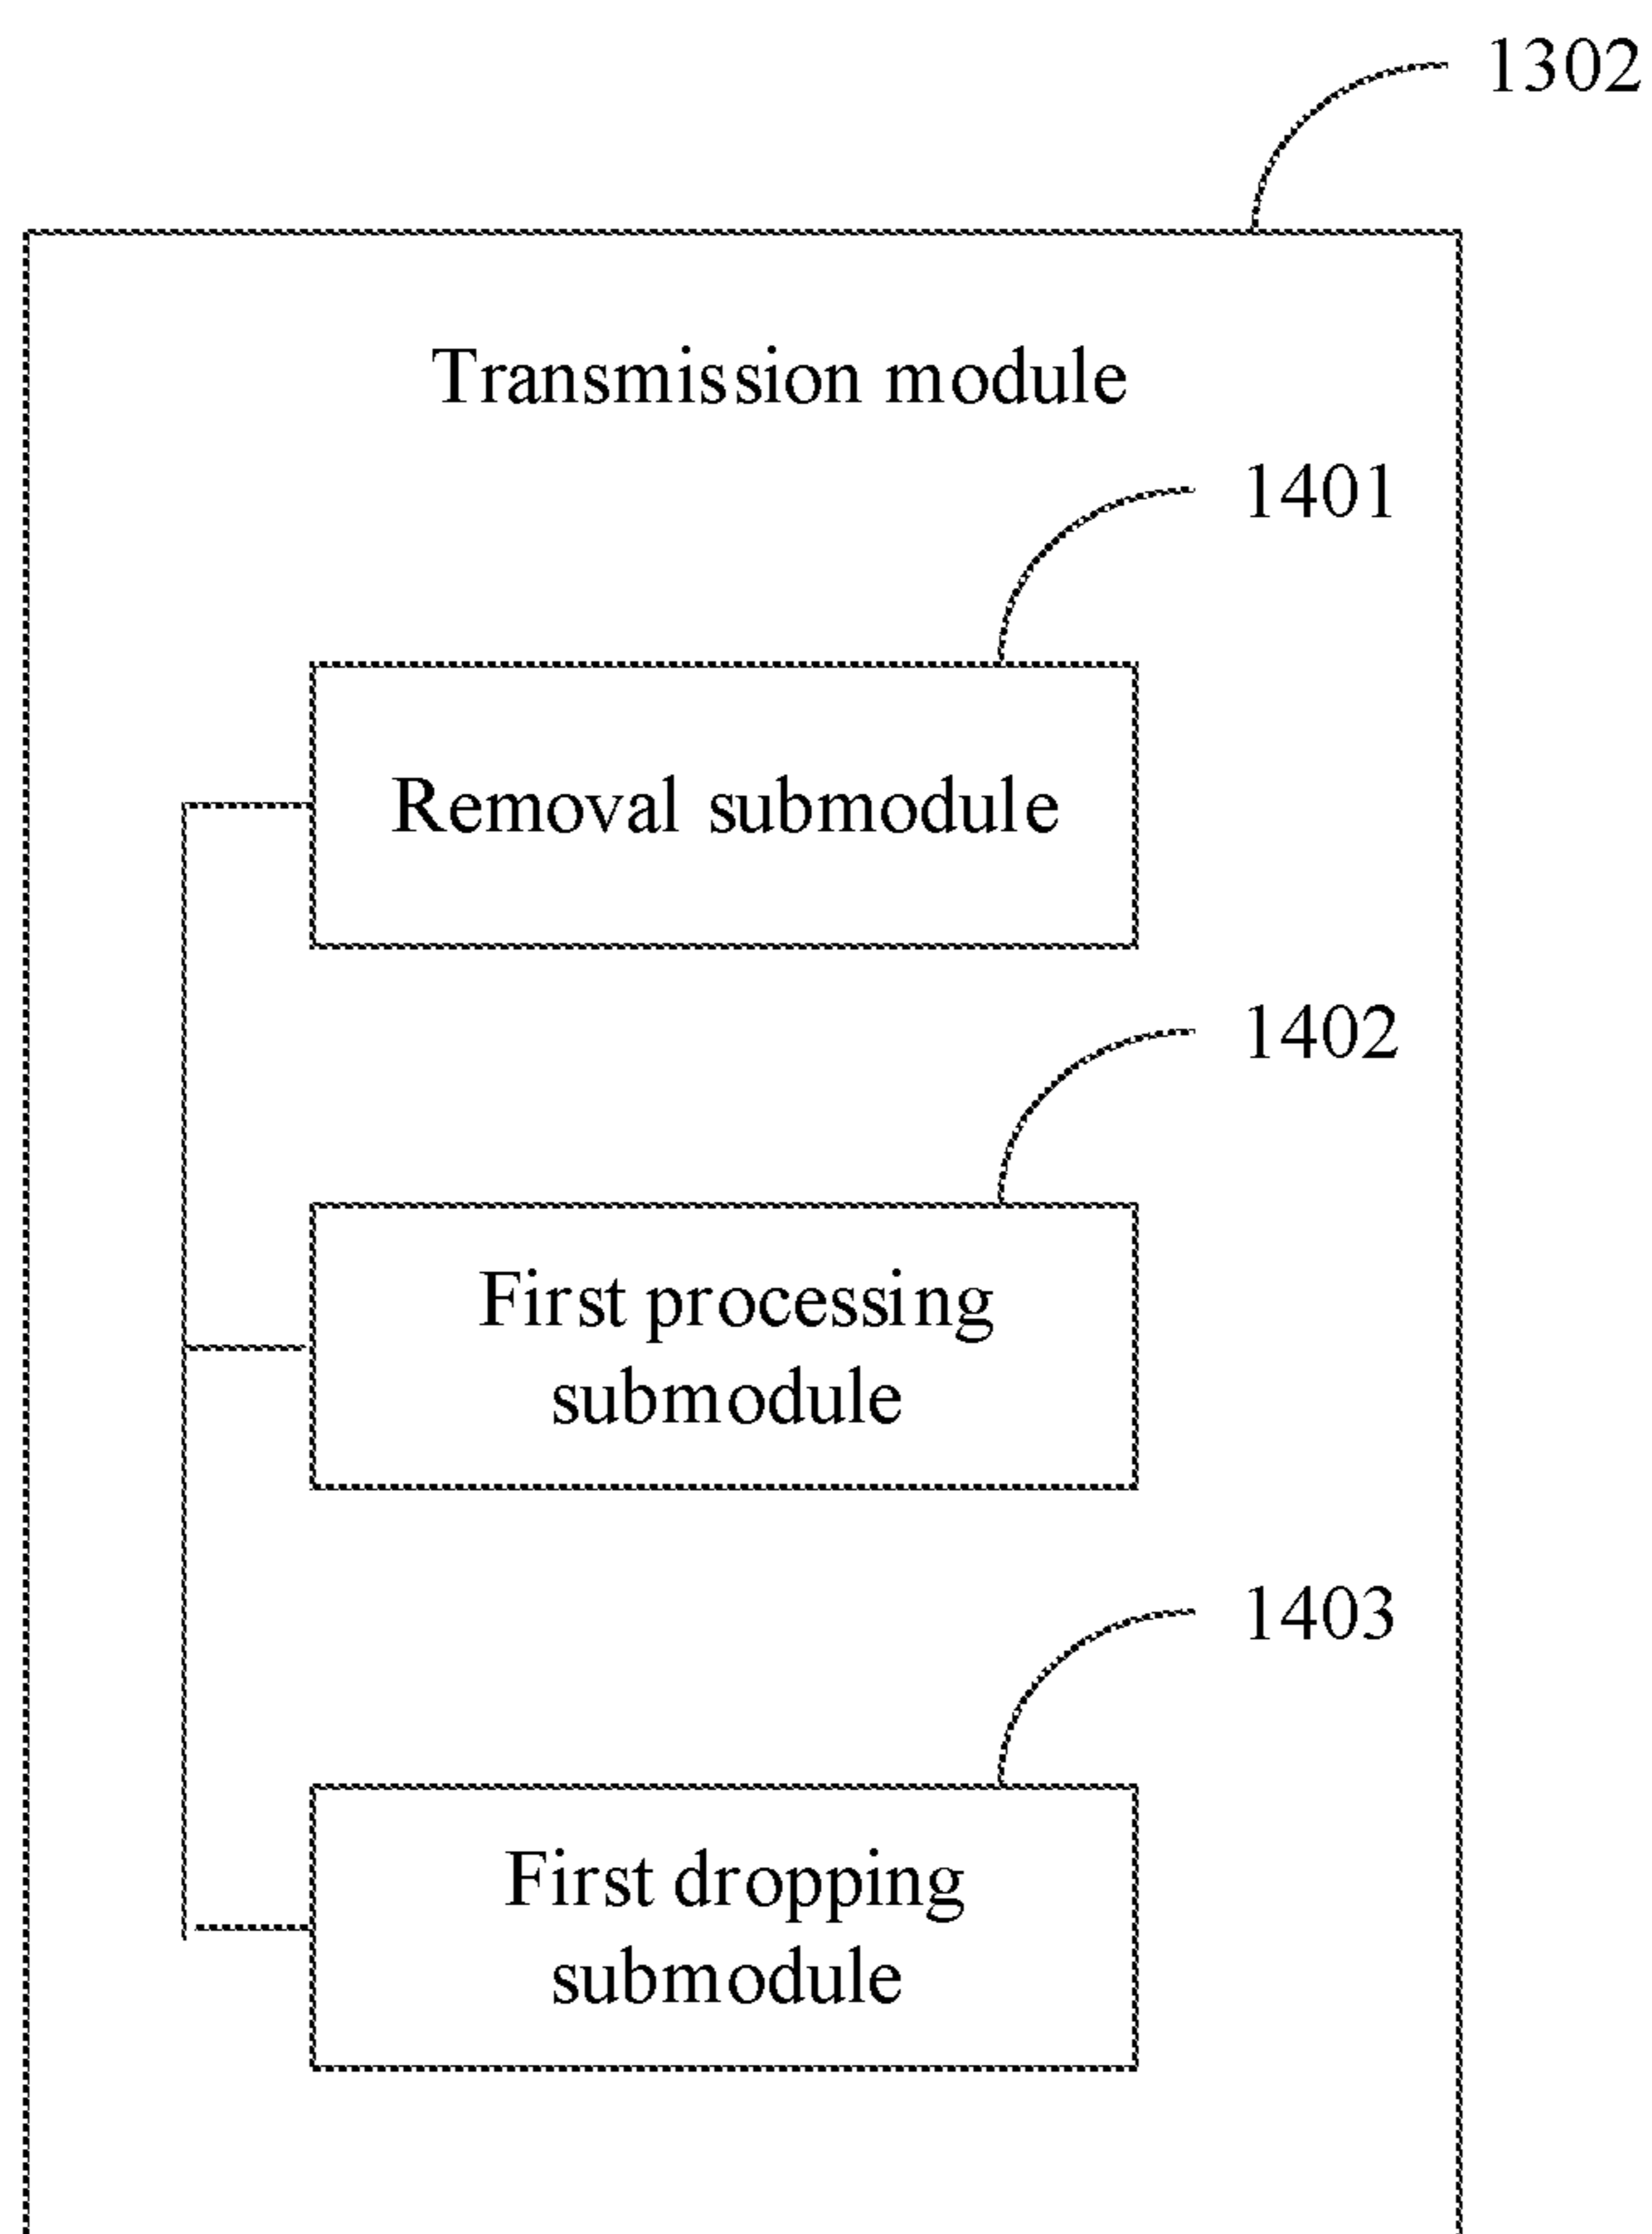 1302
Transmission module
1401
Removal submodule
1402
First processing
submodule
1403
First dropping
submodule